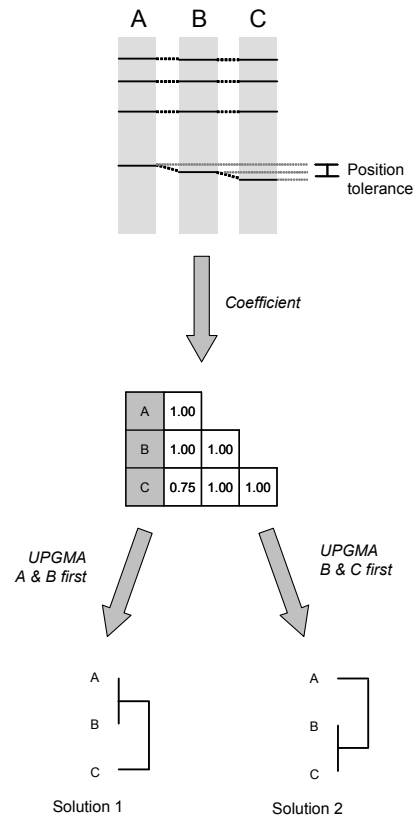 A B C
Position
tolerance
Coefficient
A 1.00
B 1.00 1.00
C 0.75 1.00 1.00
UPGMA
A & B first
UPGMA
B & C first
A
B
C
Solution 1
A
B
C
Solution 2